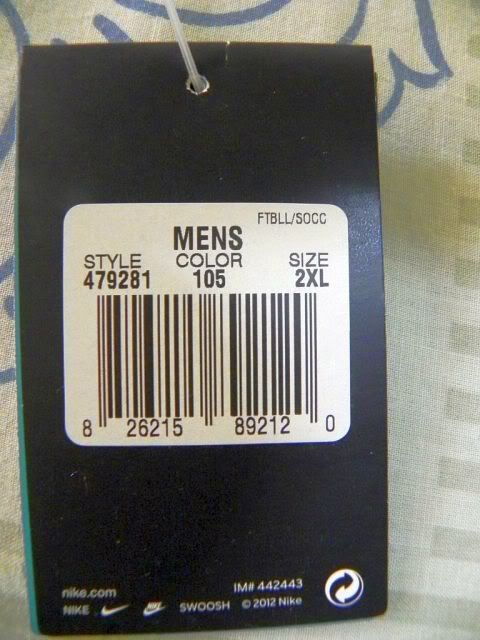 FTBLL/SOCC
MENS
STYLE COLOR SIZE
479281 105 2XL
8 26215 89212 0
nike.com IM# 442443
NIKE NIKE SWOOSH © 2012 Nike